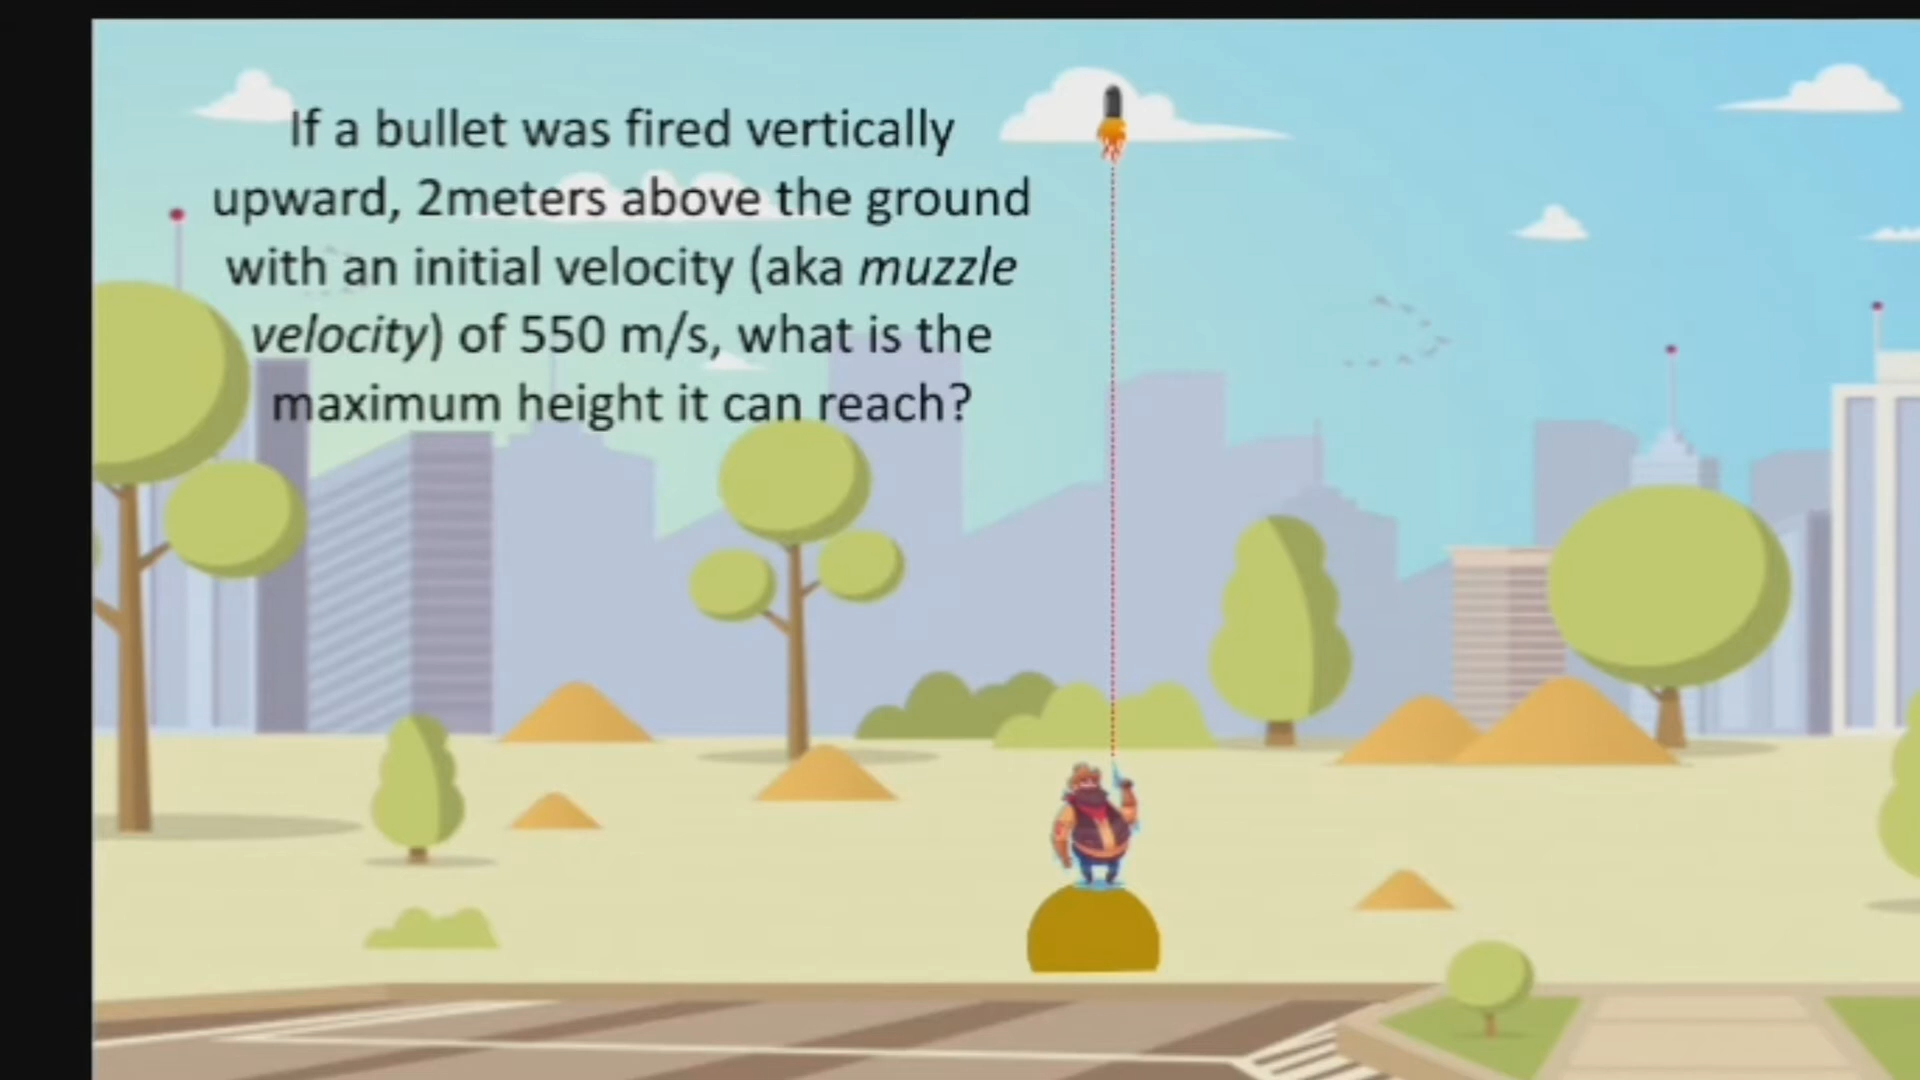 If a bullet was fired vertically
upward, 2meters above the ground
with an initial velocity (aka muzzle
velocity) of 550 m/s, what is the
maximum height it can reach?